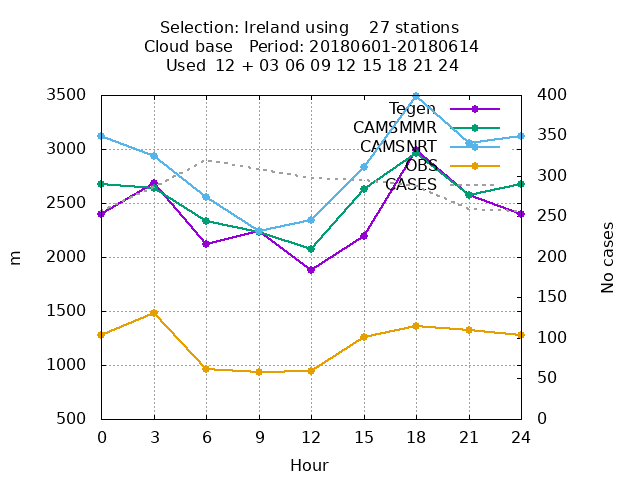 Selection: Ireland using    27 stations
Cloud base   Period: 20180601-20180614
Used  12 + 03 06 09 12 15 18 21 24
3500
3000
2500
2000
1500
1000
500
m
400
350
300
250
200
150
100
50
0
No cases
Tegen
CAMSMMR
CAMSNRT
OBS
CASES
0 3 6 9 12 15 18 21 24
Hour